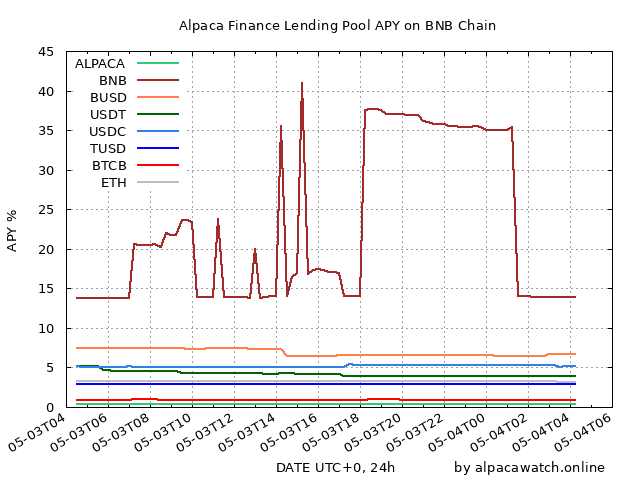 Alpaca Finance Lending Pool APY on BNB Chain
45
40
35
30
25
20
15
10
5
0
APY %
ALPACA
BNB
BUSD
USDT
USDC
TUSD
BTCB
ETH
05-03T04
05-03T06
05-03T08
05-03T10
05-03T12
05-03T14
05-03T16
05-03T18
05-03T20
05-03T22
05-04T00
05-04T02
05-04T04
05-04T06
DATE UTC+0, 24h
by alpacawatch.online